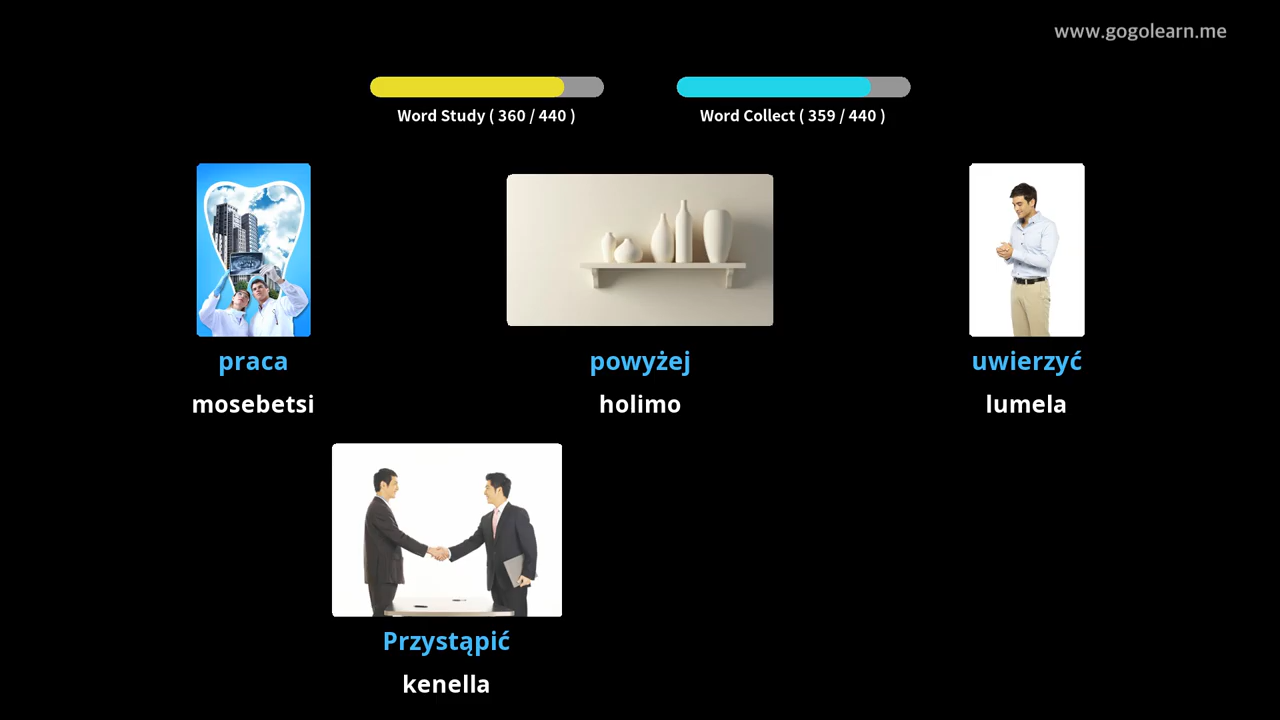 www.gogolearn.me
Word Study ( 360 / 440 )
Word Collect ( 359 / 440 )
praca
mosebetsi
powyżej
holimo
uwierzyć
lumela
Przystąpić
kenella